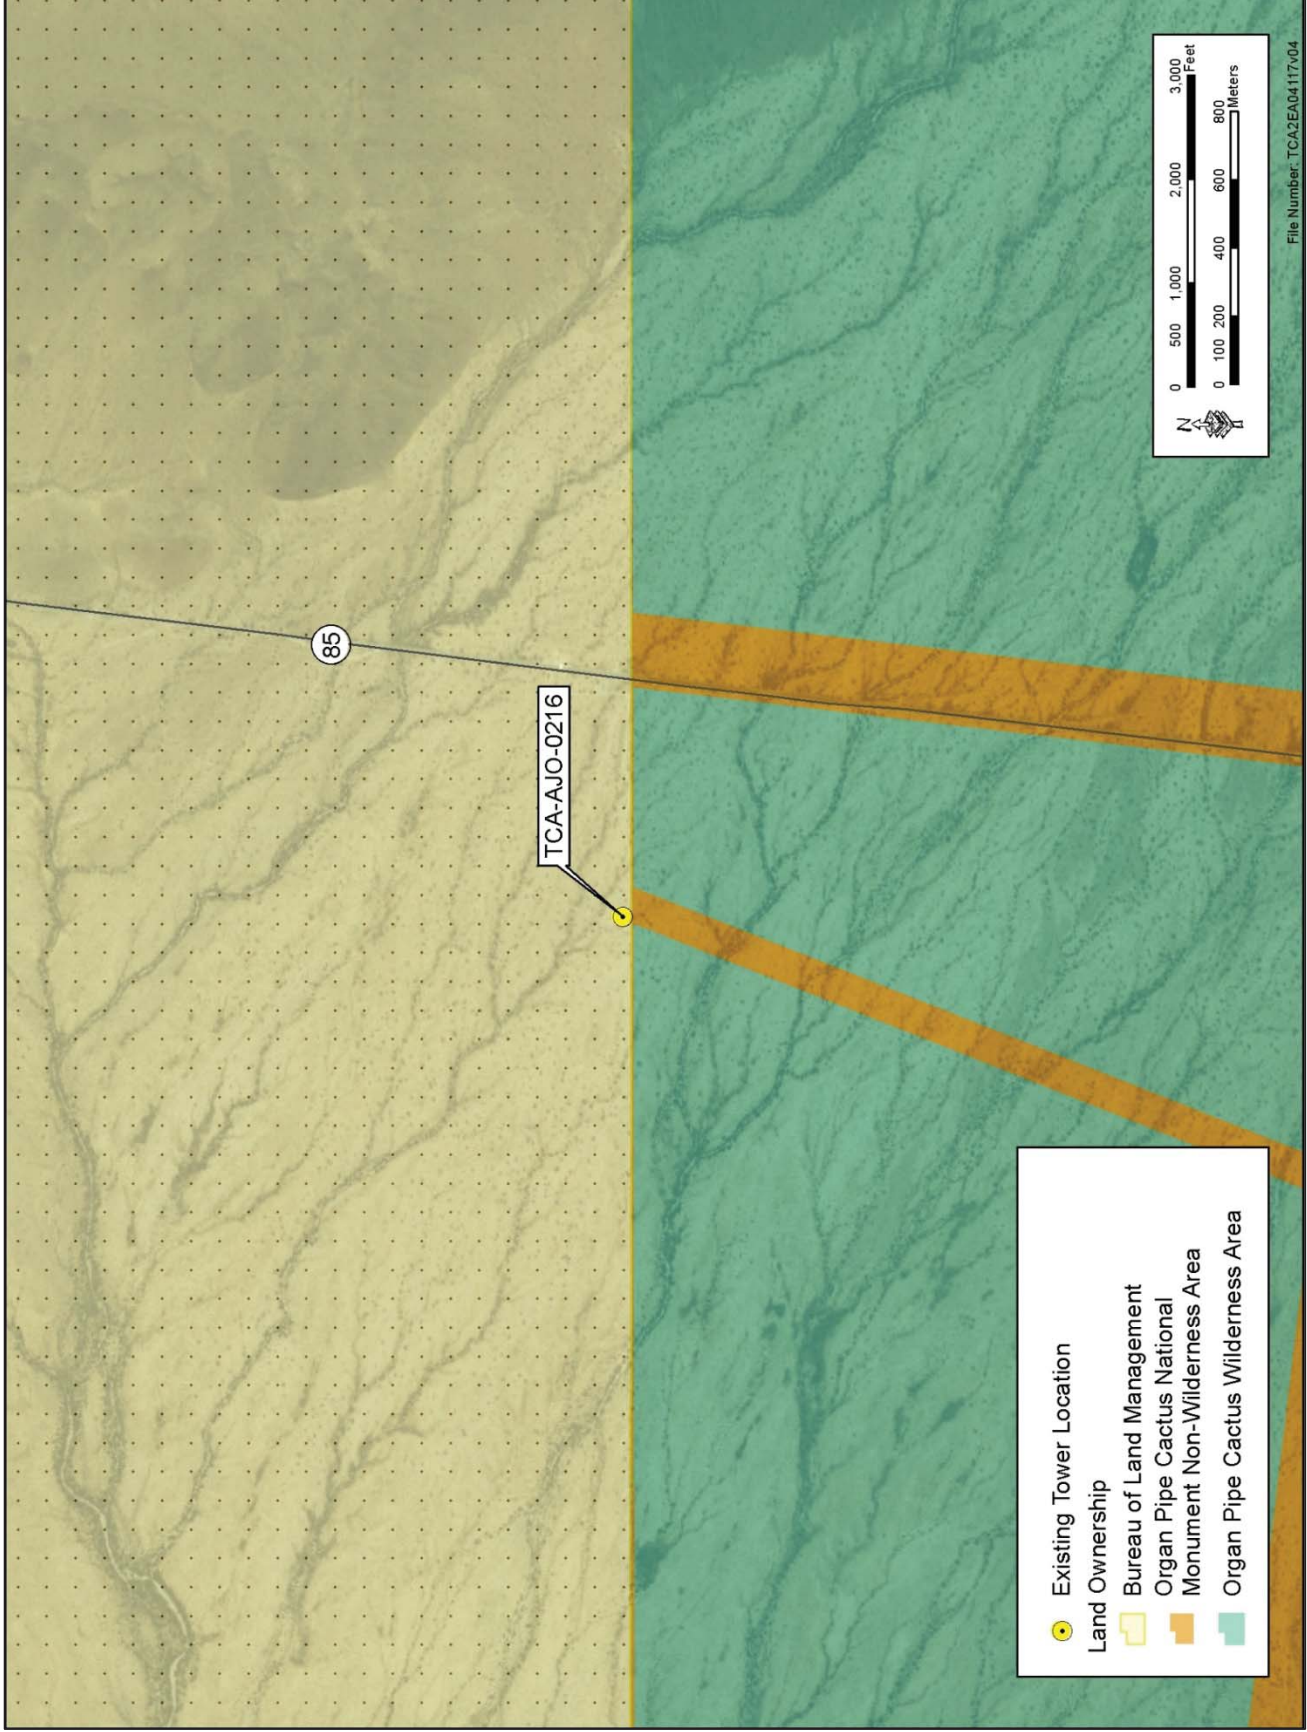 85
TCA-AJO-0216
Existing Tower Location
Land Ownership
Bureau of Land Management
Organ Pipe Cactus National
Monument Non-Wilderness Area
Organ Pipe Cactus Wilderness Area
N
0 500 1,000 2,000 3,000
Feet
0 100 200 400 600 800
Meters
File Number: TCA2EA04117v04